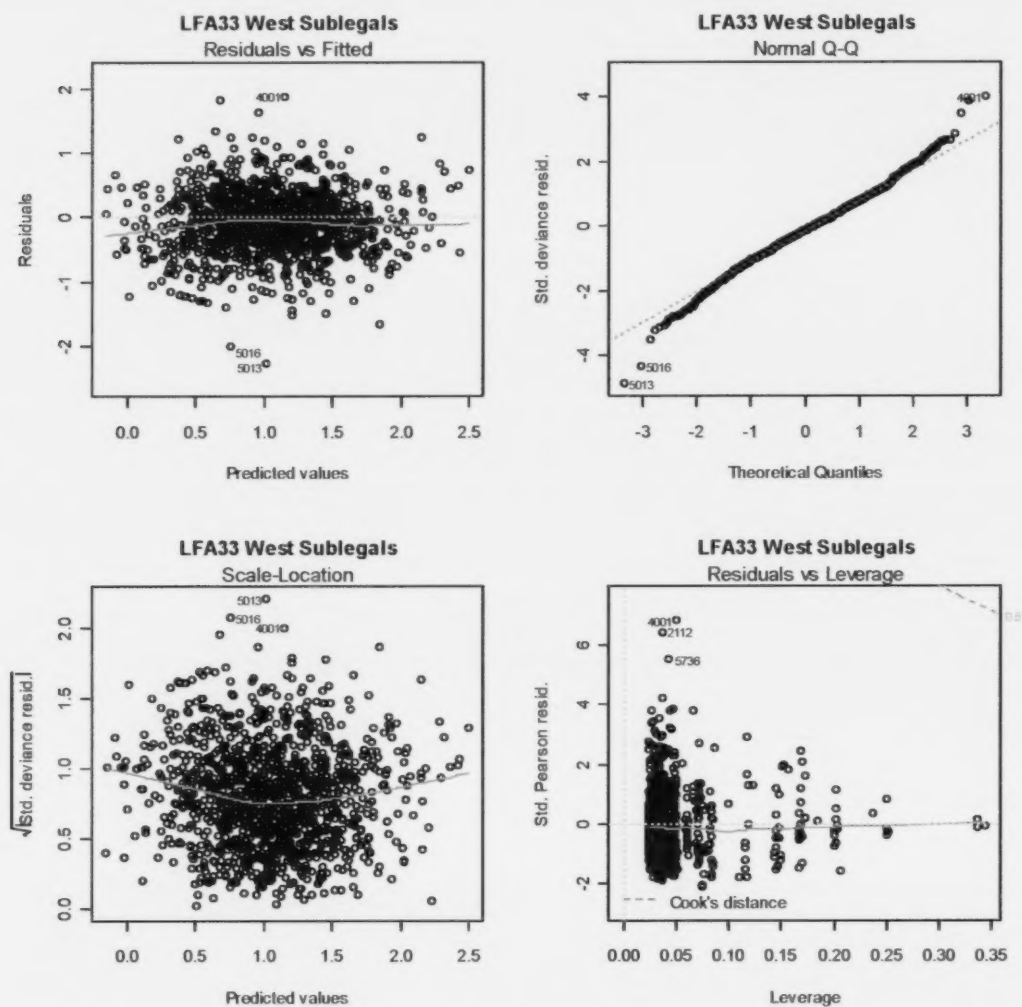 LFA33 West Sublegals
Residuals vs Fitted
Residuals
2
1
0
-1
-2
4001
5016
5013
0.0 0.5 1.0 1.5 2.0 2.5
Predicted values
LFA33 West Sublegals
Normal Q-Q
Std. deviance resid.
4
2
0
-2
-4
4001
5016
5013
-3 -2 -1 0 1 2 3
Theoretical Quantiles
LFA33 West Sublegals
Scale-Location
√|Std. deviance resid.|
2.0
1.5
1.0
0.5
0.0
5013
5016
4001
0.0 0.5 1.0 1.5 2.0 2.5
Predicted values
LFA33 West Sublegals
Residuals vs Leverage
Std. Pearson resid.
6
4
2
0
-2
4001
2112
5736
Cook's distance
0.00 0.05 0.10 0.15 0.20 0.25 0.30 0.35
Leverage